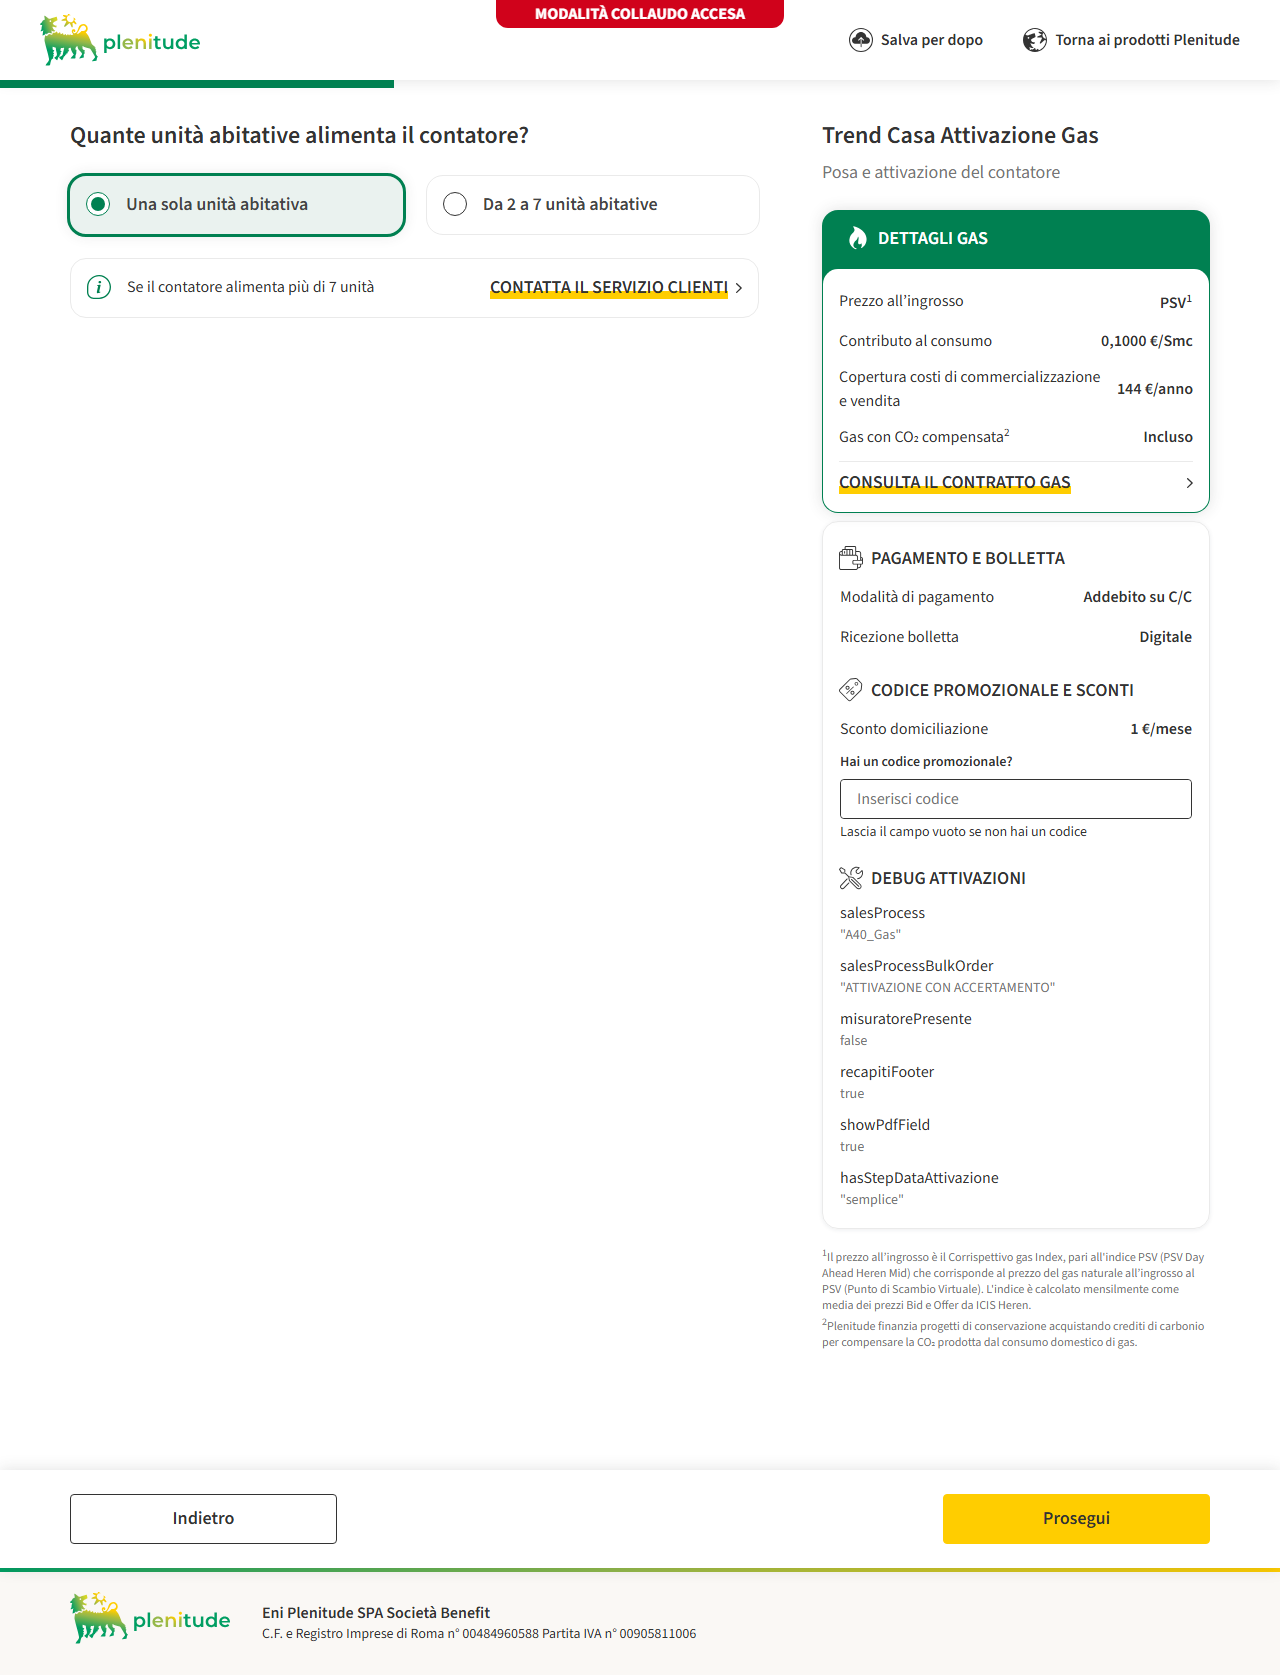 MODALITÀ COLLAUDO ACCESA
plenitude
Salva per dopo
Torna ai prodotti Plenitude
Quante unità abitative alimenta il contatore?
Una sola unità abitativa
Da 2 a 7 unità abitative
Se il contatore alimenta più di 7 unità
CONTATTA IL SERVIZIO CLIENTI
Trend Casa Attivazione Gas
Posa e attivazione del contatore
DETTAGLI GAS
Prezzo all'ingrosso PSV¹
Contributo al consumo 0,1000 €/Smc
Copertura costi di commercializzazione
e vendita 144 €/anno
Gas con CO₂ compensata² Incluso
CONSULTA IL CONTRATTO GAS
PAGAMENTO E BOLLETTA
Modalità di pagamento Addebito su C/C
Ricezione bolletta Digitale
CODICE PROMOZIONALE E SCONTI
Sconto domiciliazione 1 €/mese
Hai un codice promozionale?
Inserisci codice
Lascia il campo vuoto se non hai un codice
DEBUG ATTIVAZIONI
salesProcess
"A40_Gas"
salesProcessBulkOrder
"ATTIVAZIONE CON ACCERTAMENTO"
misuratorePresente
false
recapitiFooter
true
showPdfField
true
hasStepDataAttivazione
"semplice"
¹Il prezzo all'ingrosso è il Corrispettivo gas Index, pari all'indice PSV (PSV Day
Ahead Heren Mid) che corrisponde al prezzo del gas naturale all'ingrosso al
PSV (Punto di Scambio Virtuale). L'indice è calcolato mensilmente come
media dei prezzi Bid e Offer da ICIS Heren.
²Plenitude finanzia progetti di conservazione acquistando crediti di carbonio
per compensare la CO₂ prodotta dal consumo domestico di gas.
Indietro
Prosegui
plenitude
Eni Plenitude SPA Società Benefit
C.F. e Registro Imprese di Roma n° 00484960588 Partita IVA n° 00905811006